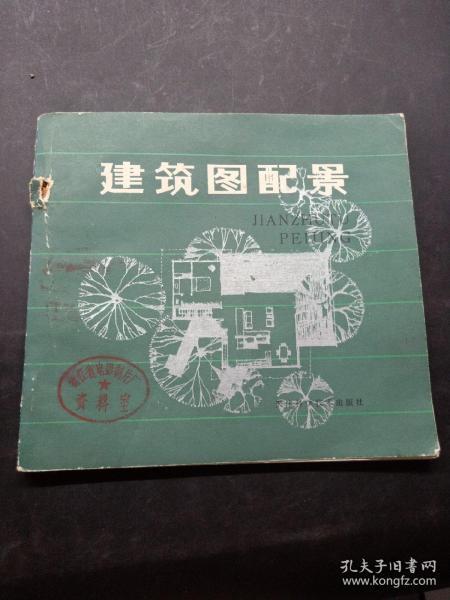 建筑图配景
JIANZHUTU
PEIJING
资料室
出版社
孔夫子旧书网
www.kongfz.com